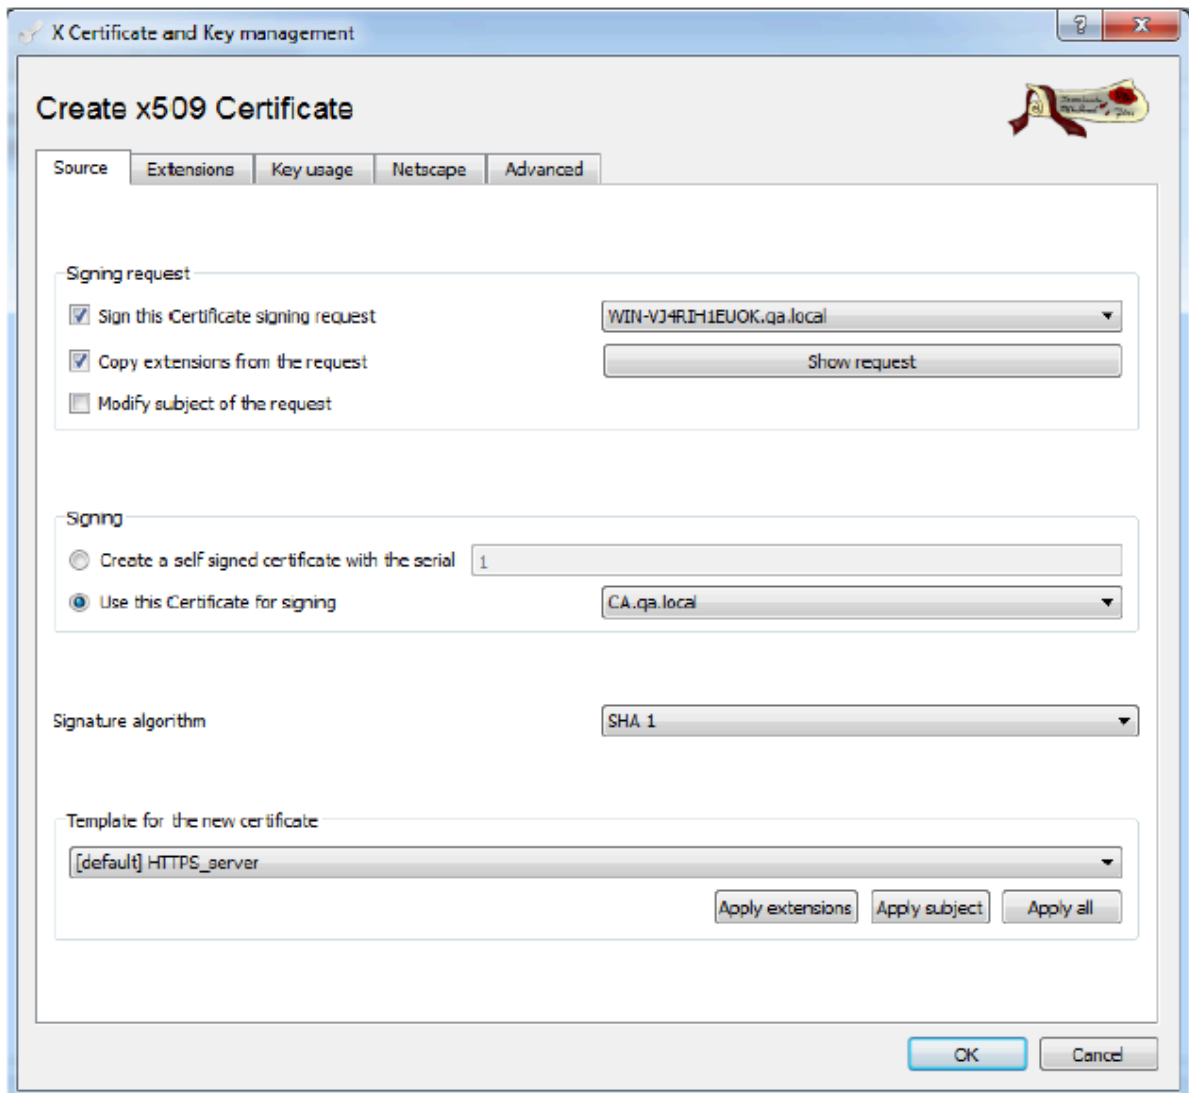 X Certificate and Key management
Create x509 Certificate
Source Extensions Key usage Netscape Advanced
Signing request
Sign this Certificate signing request WIN-VJ4RIH1EUOK.qa.local
Copy extensions from the request Show request
Modify subject of the request
Signing
Create a self signed certificate with the serial 1
Use this Certificate for signing CA.qa.local
Signature algorithm SHA 1
Template for the new certificate
[default] HTTPS_server
Apply extensions Apply subject Apply all
OK Cancel